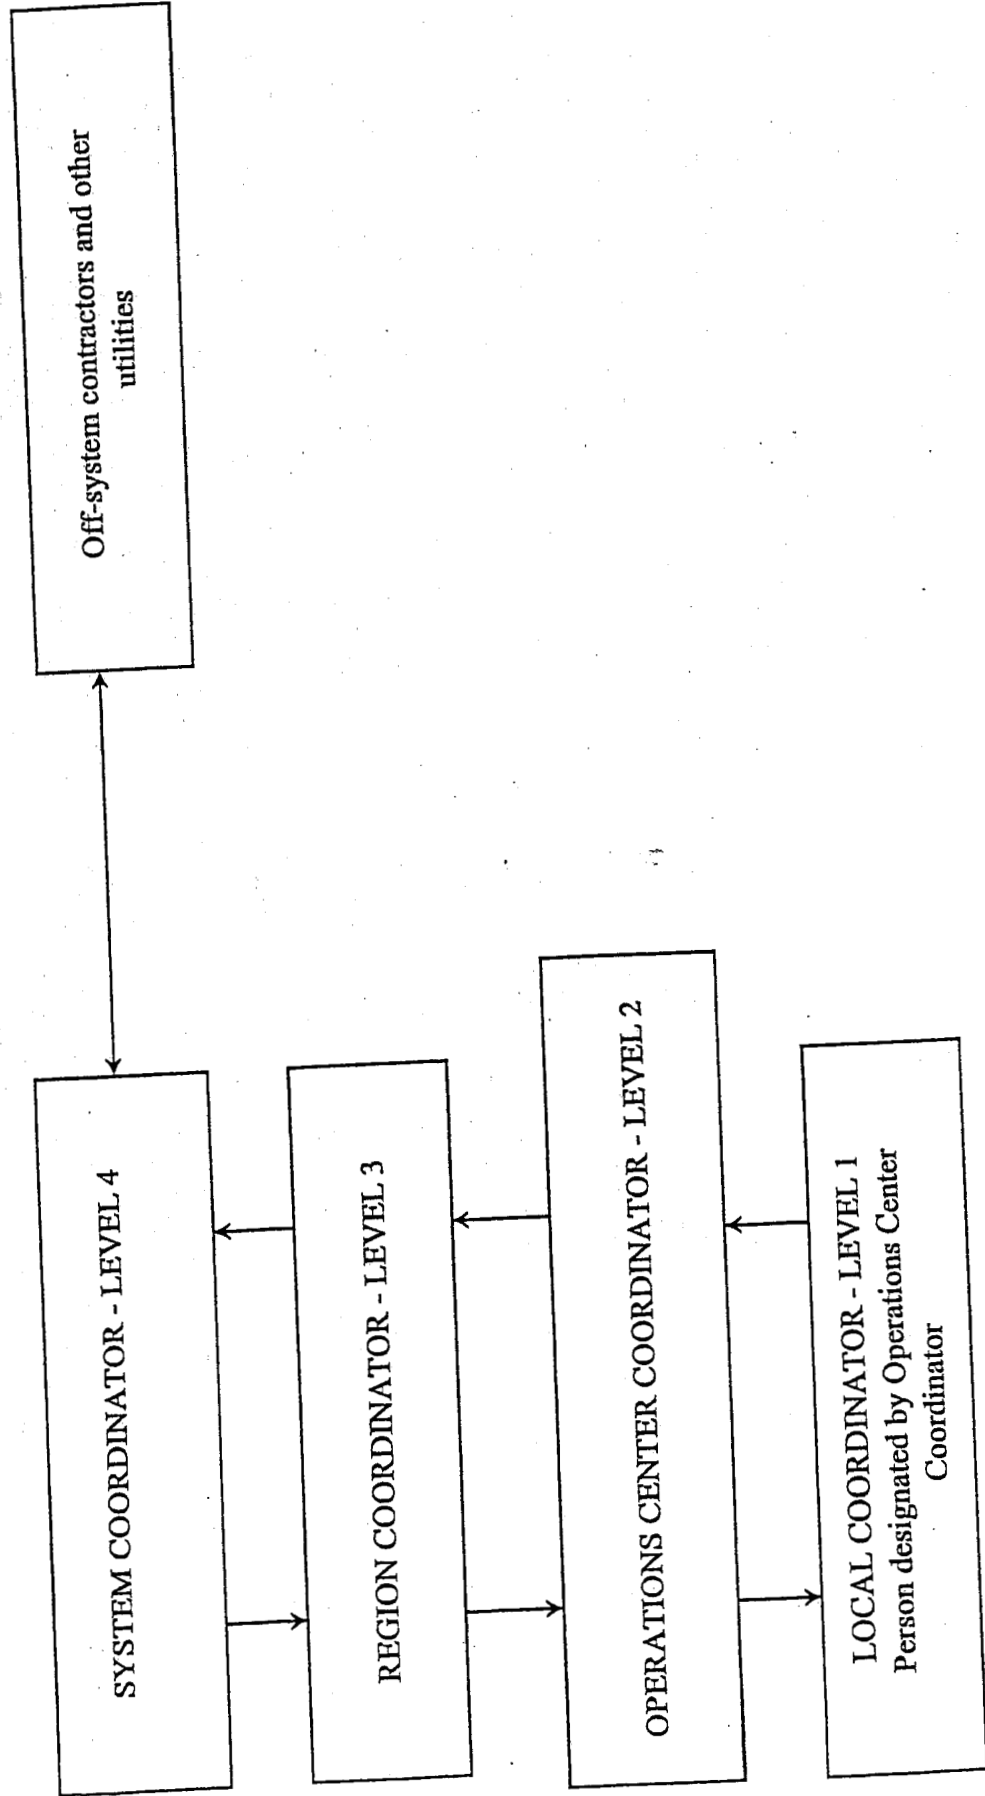 SYSTEM COORDINATOR - LEVEL 4
Off-system contractors and other
utilities
REGION COORDINATOR - LEVEL 3
OPERATIONS CENTER COORDINATOR - LEVEL 2
LOCAL COORDINATOR - LEVEL 1
Person designated by Operations Center
Coordinator